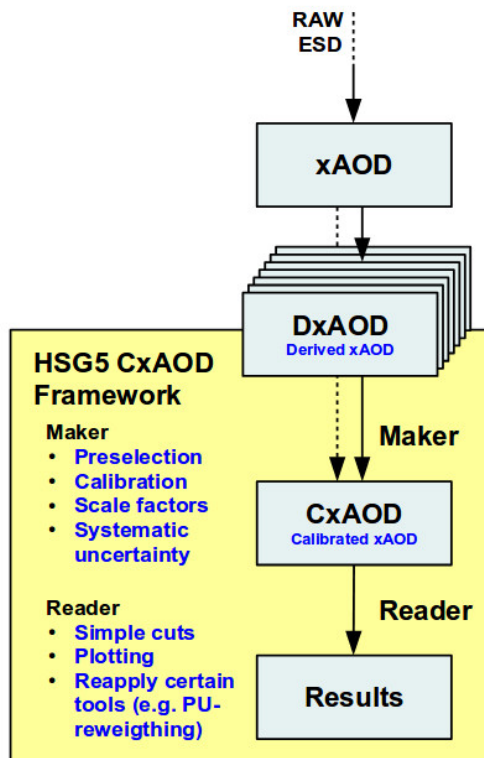 RAW
ESD
xAOD
DxAOD
Derived xAOD
HSG5 CxAOD
Framework
Maker
• Preselection
• Calibration
• Scale factors
• Systematic
uncertainty
Maker
CxAOD
Calibrated xAOD
Reader
Reader
• Simple cuts
• Plotting
• Reapply certain
tools (e.g. PU-
reweigthing)
Results